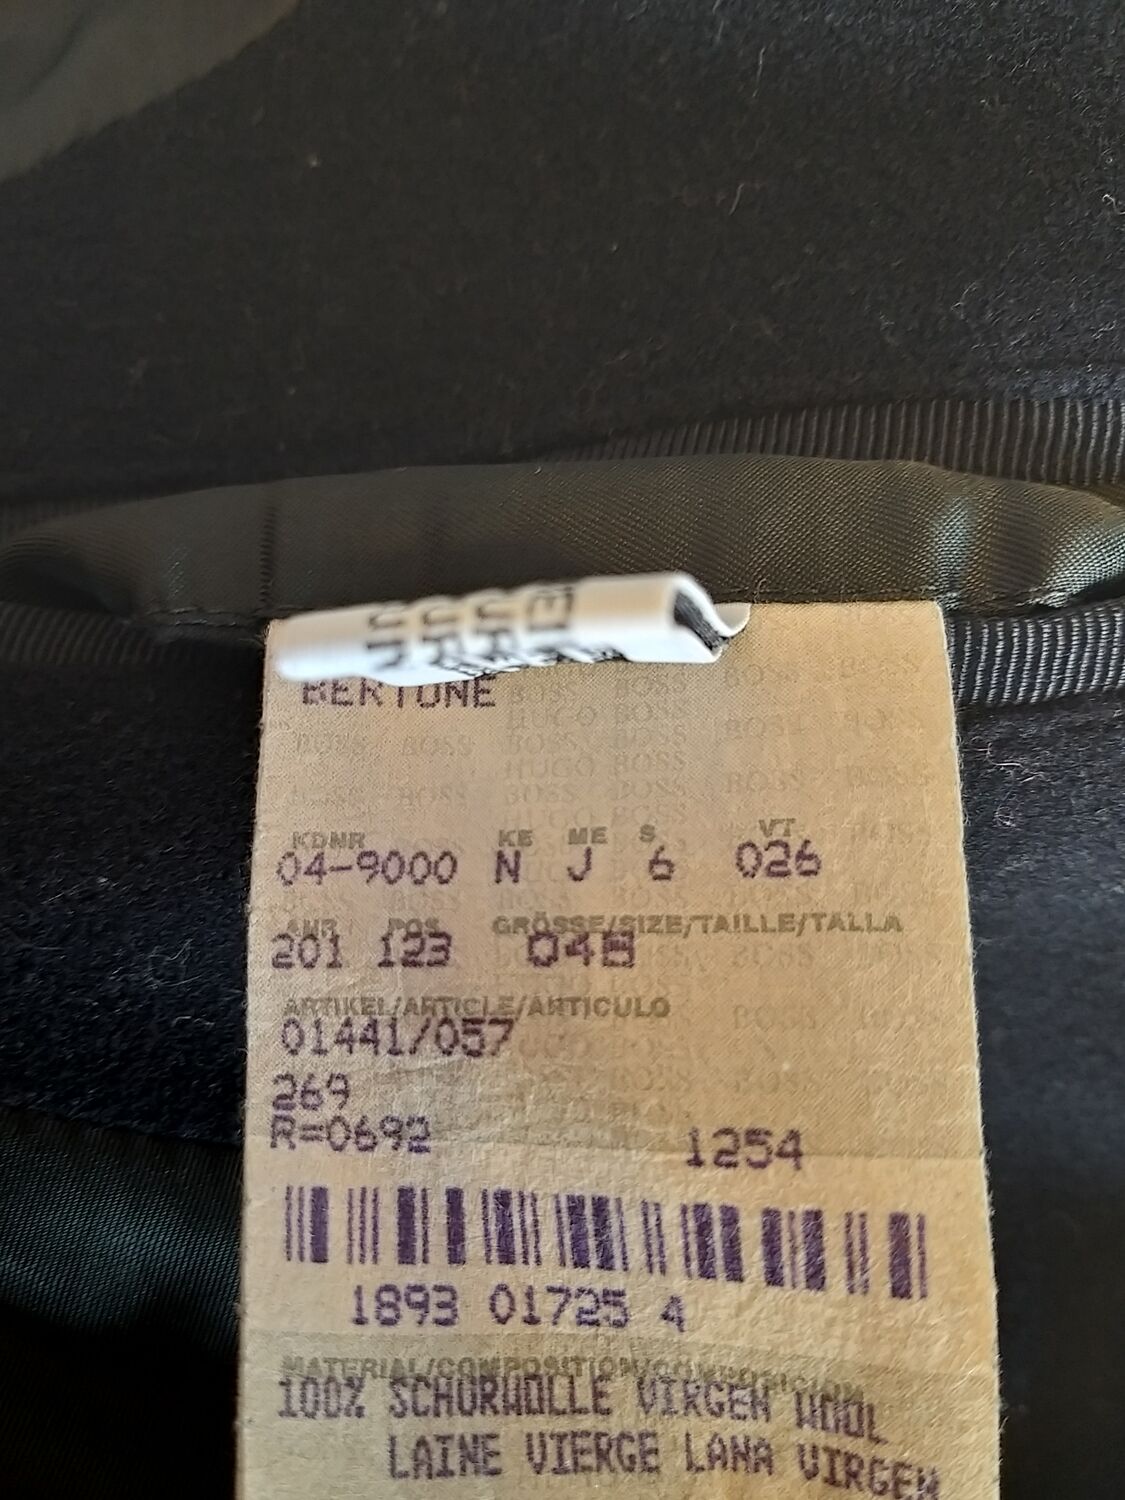 BERTONE
KDNR KE ME S VT
04-9000 N J 6 026
ANR POS GRÖSSE/SIZE/TAILLE/TALLA
201 123 048
ARTIKEL/ARTICLE/ARTICULO
01441/057
269
R=0692 1254
1893 01725 4
MATERIAL/COMPOSITION/COMPOSICION
100% SCHURWOLLE VIRGEN WOOL
LAINE VIERGE LANA VIRGEN